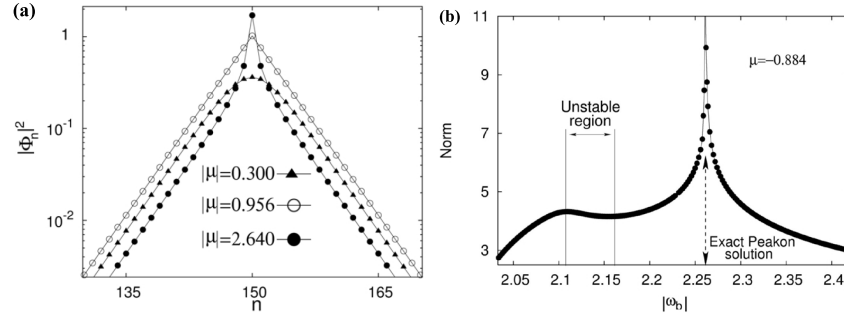 (a)
1
10^-1
10^-2
|Φn|^2
|μ|=0.300
|μ|=0.956
|μ|=2.640
135
150
165
n
(b)
11
9
7
5
3
Norm
μ=−0.884
Unstable
region
Exact Peakon
solution
2.05
2.1
2.15
2.2
2.25
2.3
2.35
2.4
|ωb|